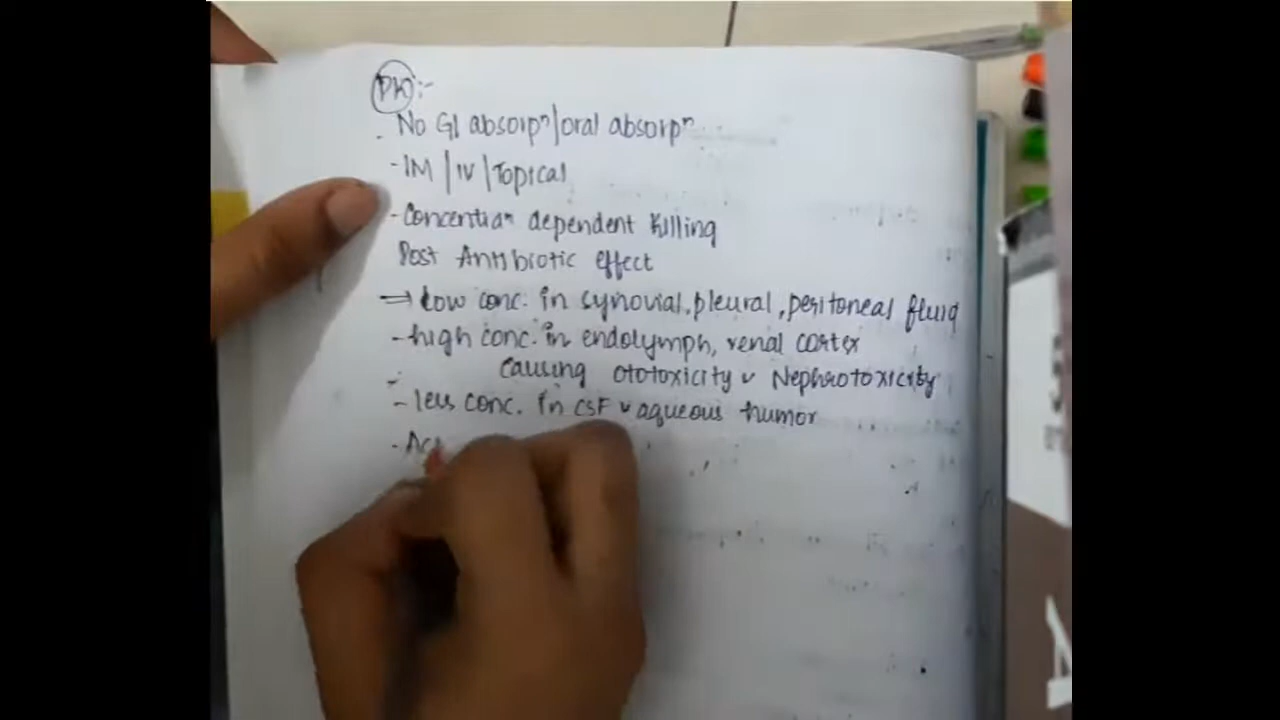 PK :-
- No GI absorpⁿ/oral absorpⁿ
- IM / IV / Topical
- Concentraⁿ dependent killing
Post Antibiotic effect
⇒ Low conc. in synovial, pleural, peritoneal fluid
- high conc. in endolymph, renal cortex
causing ototoxicity & Nephrotoxicity
- less conc. in CSF & aqueous humor